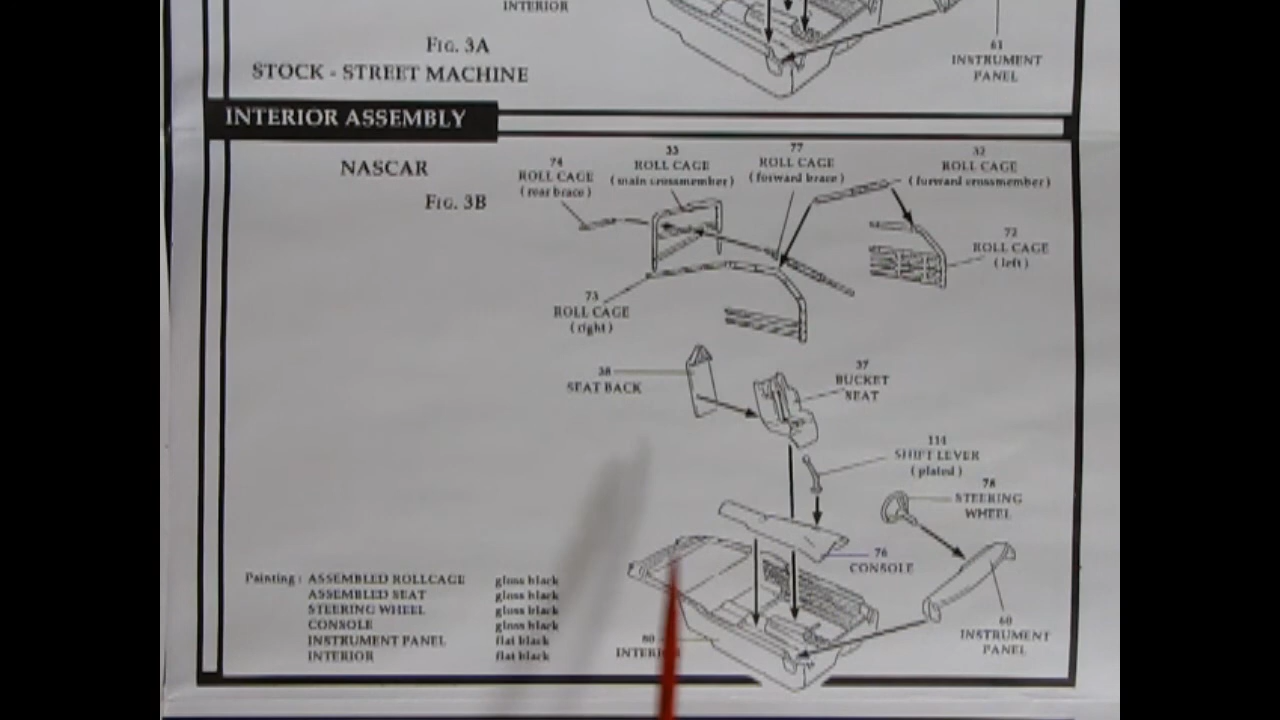 INTERIOR
FIG. 3A
STOCK - STREET MACHINE
61
INSTRUMENT
PANEL
INTERIOR ASSEMBLY
NASCAR
FIG. 3B
74
ROLL CAGE
(rear brace)
33
ROLL CAGE
(main crossmember)
77
ROLL CAGE
(forward brace)
32
ROLL CAGE
(forward crossmember)
72
ROLL CAGE
(left)
73
ROLL CAGE
(right)
38
SEAT BACK
37
BUCKET
SEAT
114
SHIFT LEVER
(plated)
78
STEERING
WHEEL
76
CONSOLE
60
INSTRUMENT
PANEL
80
INTERIOR
Painting: ASSEMBLED ROLLCAGE gloss black
ASSEMBLED SEAT gloss black
STEERING WHEEL gloss black
CONSOLE gloss black
INSTRUMENT PANEL flat black
INTERIOR flat black